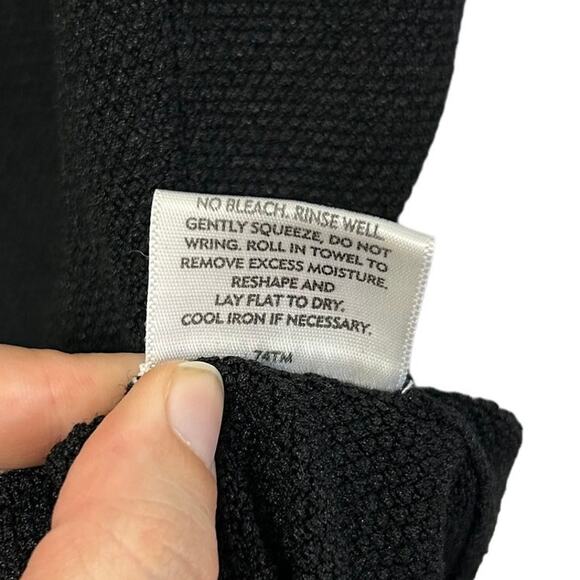 NO BLEACH. RINSE WELL.
GENTLY SQUEEZE, DO NOT
WRING. ROLL IN TOWEL TO
REMOVE EXCESS MOISTURE.
RESHAPE AND
LAY FLAT TO DRY.
COOL IRON IF NECESSARY.
74TM